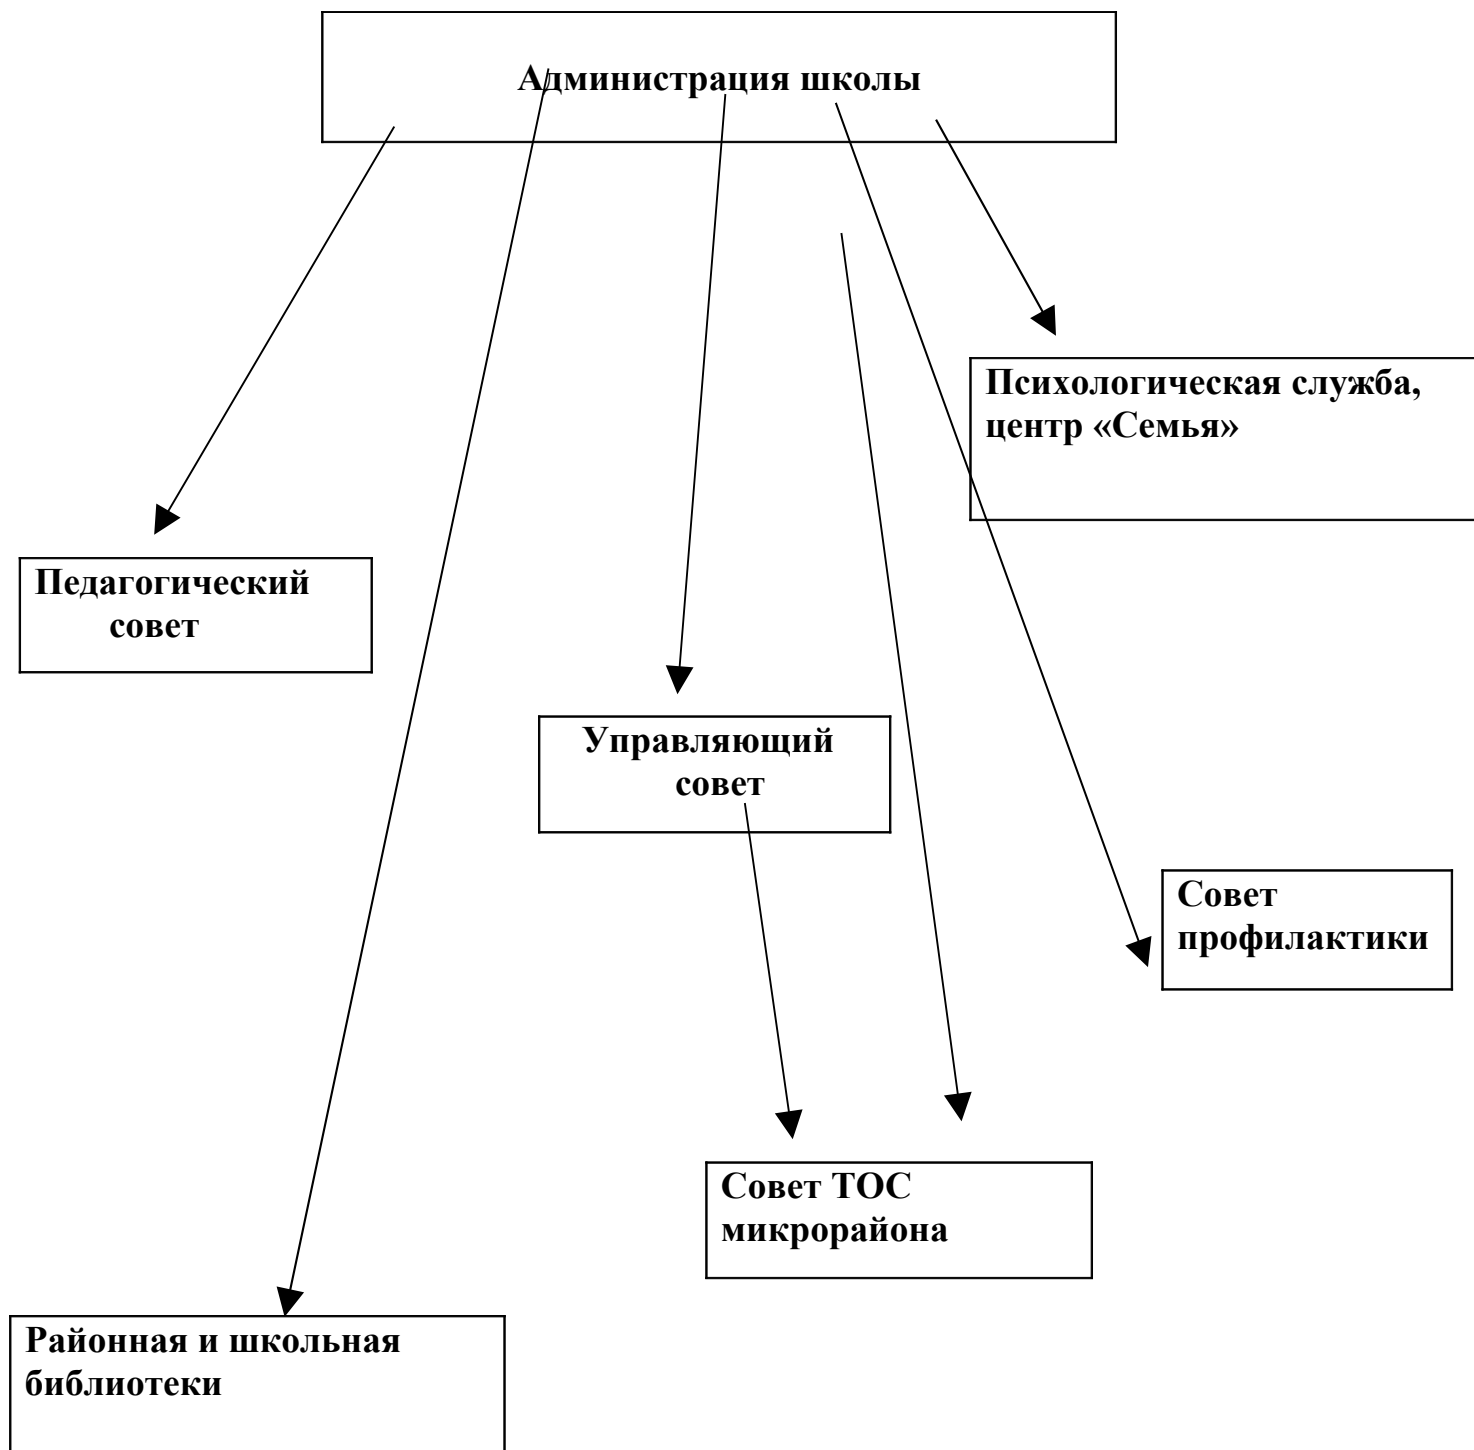 Администрация школы
Психологическая служба,
центр «Семья»
Педагогический
совет
Управляющий
совет
Совет
профилактики
Совет ТОС
микрорайона
Районная и школьная
библиотеки